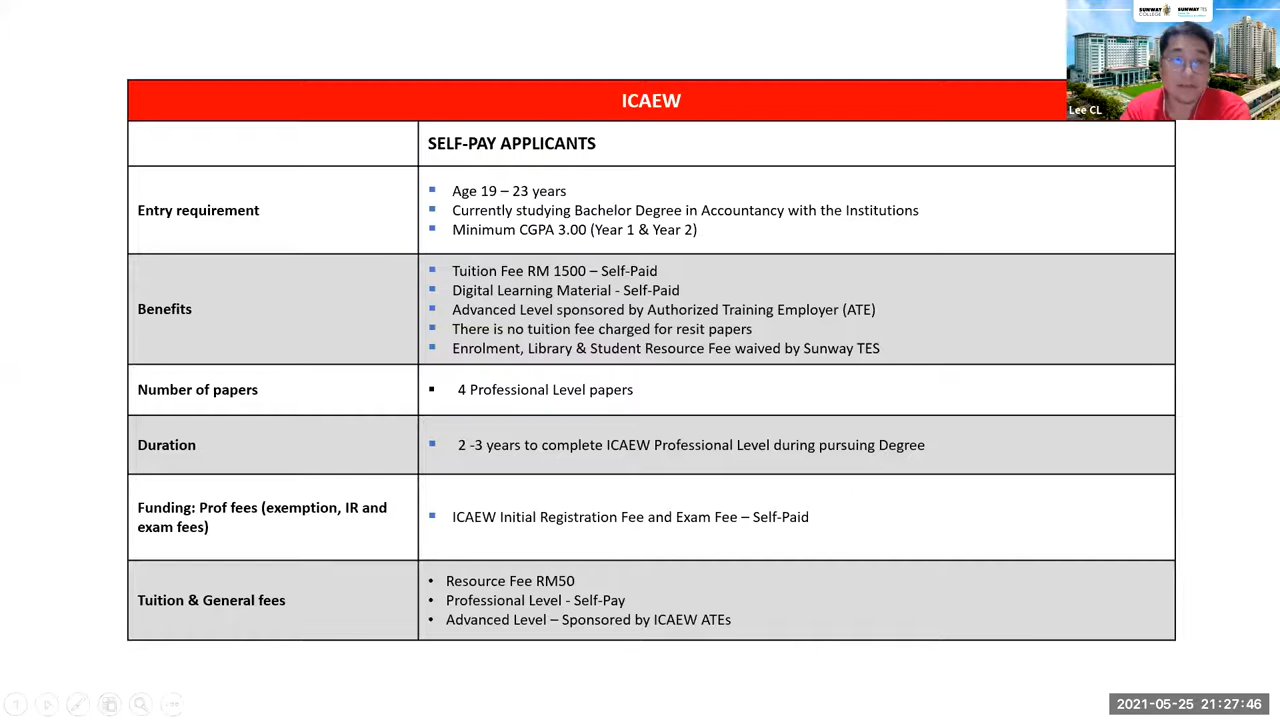 SUNWAY
COLLEGE
SUNWAY TES
ICAEW
Lee CL
SELF-PAY APPLICANTS
Entry requirement
Age 19 – 23 years
Currently studying Bachelor Degree in Accountancy with the Institutions
Minimum CGPA 3.00 (Year 1 & Year 2)
Benefits
Tuition Fee RM 1500 – Self-Paid
Digital Learning Material - Self-Paid
Advanced Level sponsored by Authorized Training Employer (ATE)
There is no tuition fee charged for resit papers
Enrolment, Library & Student Resource Fee waived by Sunway TES
Number of papers
4 Professional Level papers
Duration
2 -3 years to complete ICAEW Professional Level during pursuing Degree
Funding: Prof fees (exemption, IR and
exam fees)
ICAEW Initial Registration Fee and Exam Fee – Self-Paid
Tuition & General fees
Resource Fee RM50
Professional Level - Self-Pay
Advanced Level – Sponsored by ICAEW ATEs
2021-05-25 21:27:46